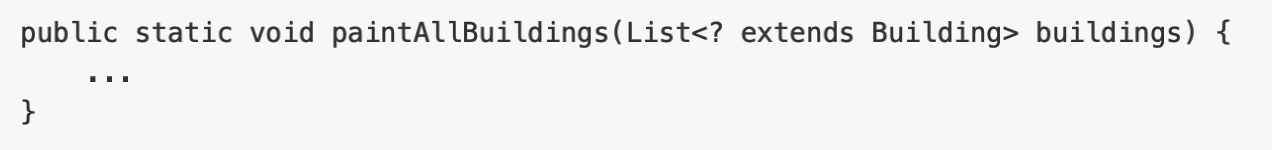 public static void paintAllBuildings(List<? extends Building> buildings) {
    ...
}